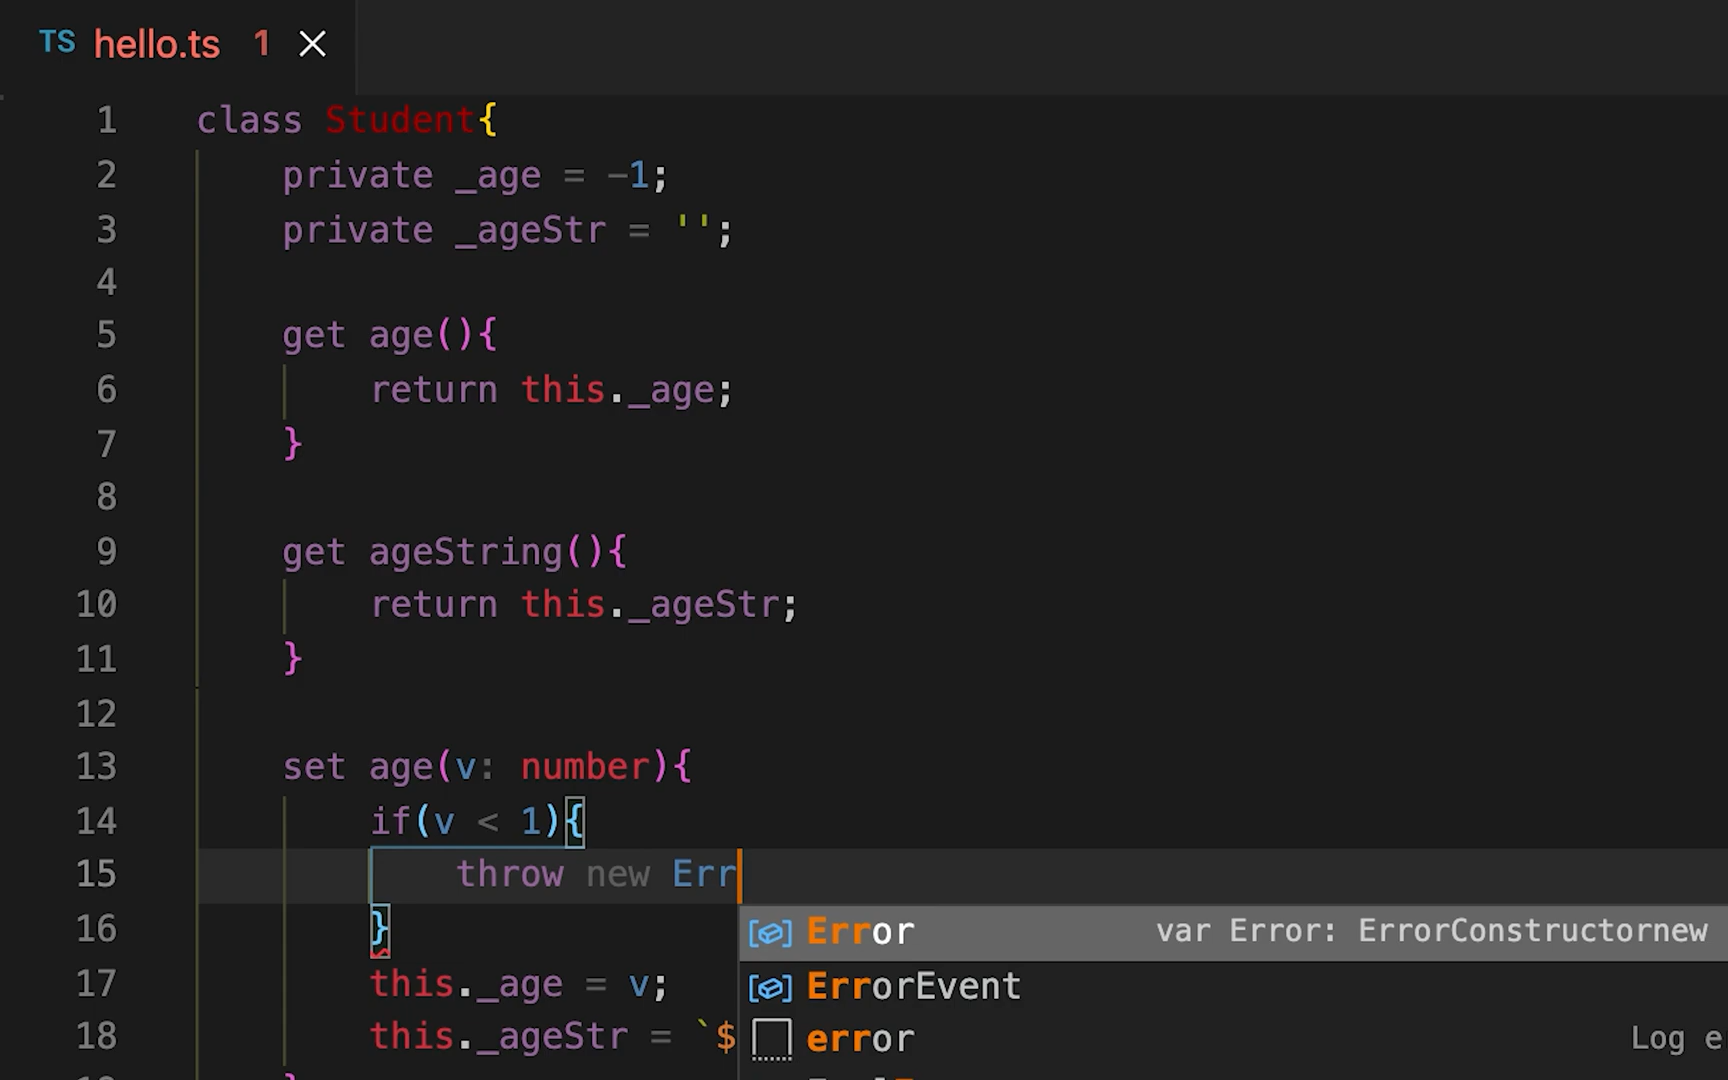 TS hello.ts 1
1 class Student{
2 private _age = -1;
3 private _ageStr = '';
4
5 get age(){
6 return this._age;
7 }
8
9 get ageString(){
10 return this._ageStr;
11 }
12
13 set age(v: number){
14 if(v < 1){
15 throw new Err
16 }
Error var Error: ErrorConstructornew
17 this._age = v;
ErrorEvent
18 this._ageStr = `$
error Log e